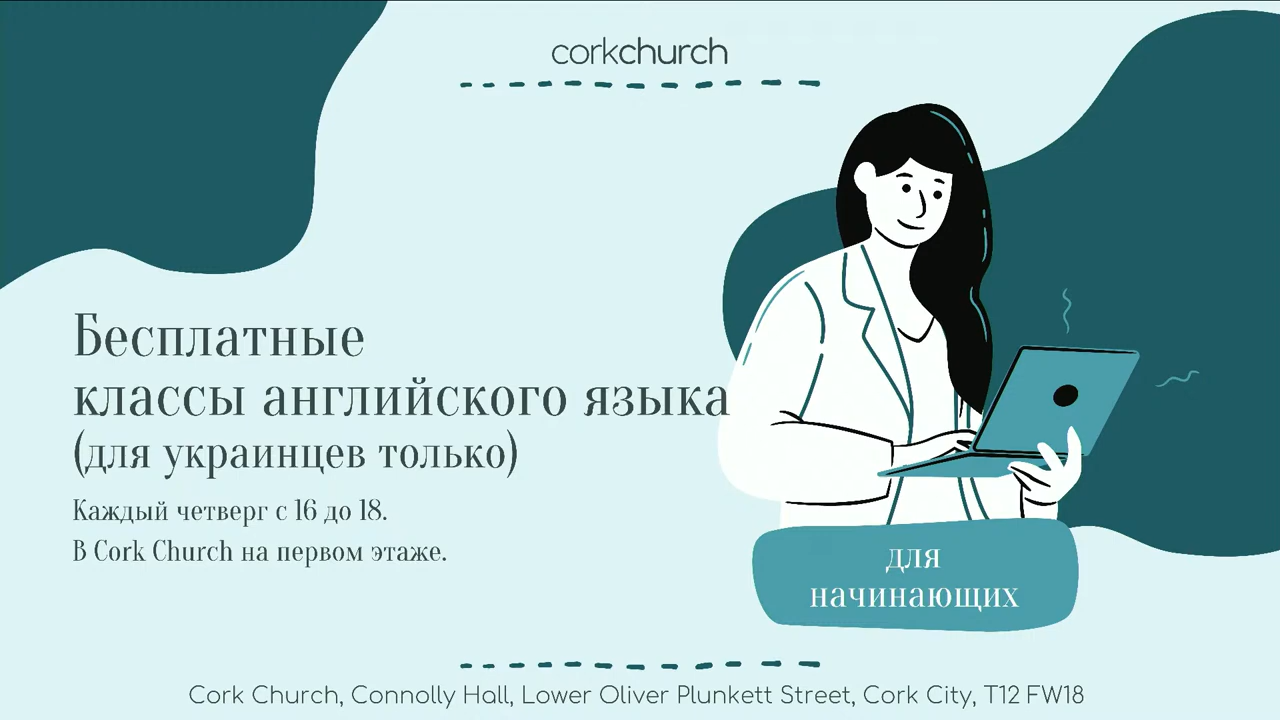 corkchurch
Бесплатные
классы английского языка
(для украинцев только)
Каждый четверг с 16 до 18.
В Cork Church на первом этаже.
для
начинающих
Cork Church, Connolly Hall, Lower Oliver Plunkett Street, Cork City, T12 FW18